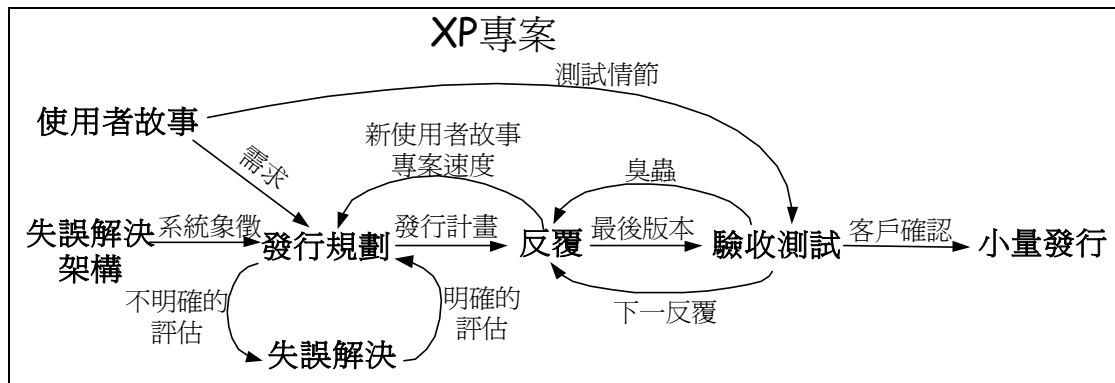 XP專案
測試情節
使用者故事
新使用者故事
專案速度
需求
臭蟲
失誤解決
架構
系統象徵
發行規劃
發行計畫
反覆
最後版本
驗收測試
客戶確認
小量發行
不明確的
評估
明確的
評估
下一反覆
失誤解決